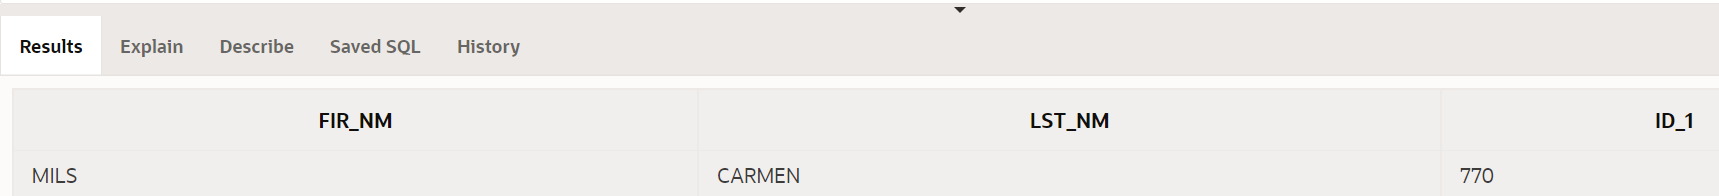 Results Explain Describe Saved SQL History
FIR_NM LST_NM ID_1
MILS CARMEN 770